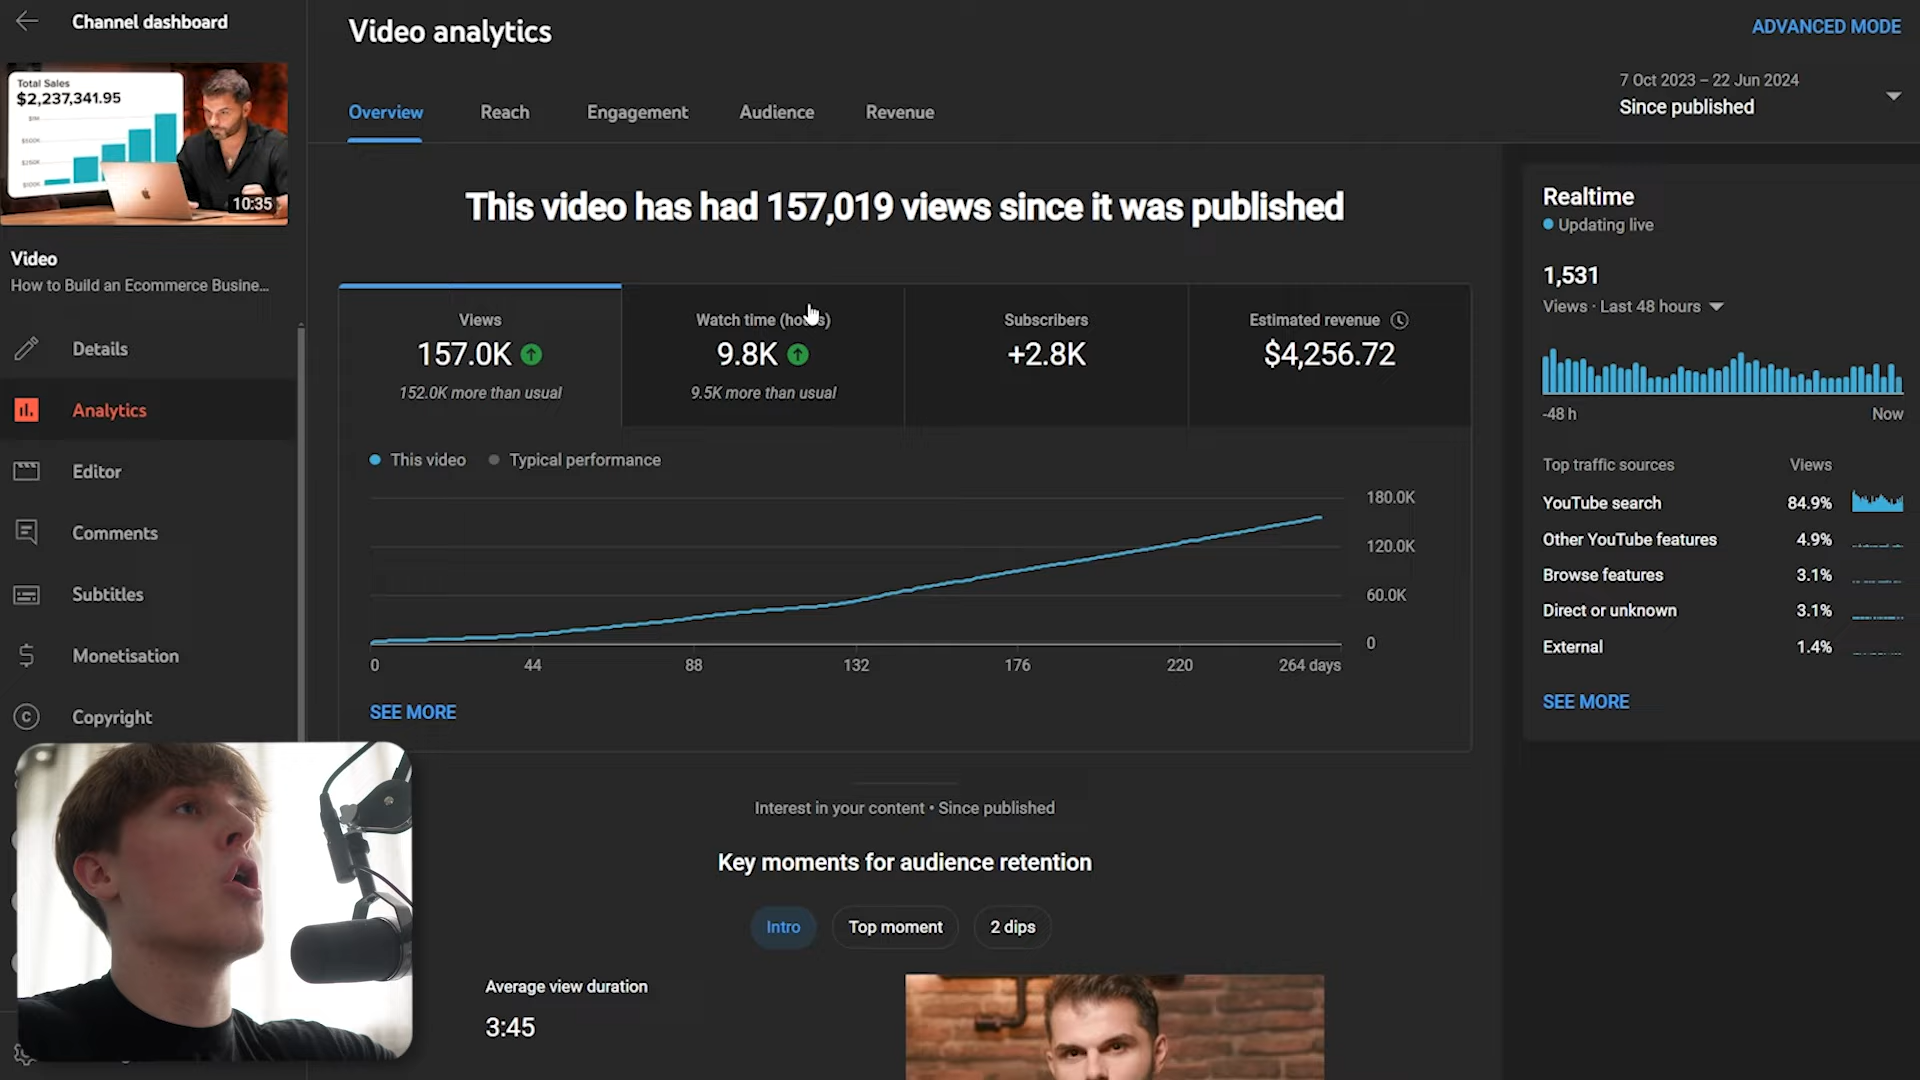 Channel dashboard
Total Sales
$2,237,341.95
10:35
Video
How to Build an Ecommerce Busine...
Details
Analytics
Editor
Comments
Subtitles
Monetisation
Copyright
Video analytics
ADVANCED MODE
7 Oct 2023 – 22 Jun 2024
Since published
Overview
Reach
Engagement
Audience
Revenue
This video has had 157,019 views since it was published
Views
157.0K
152.0K more than usual
Watch time (hours)
9.8K
9.5K more than usual
Subscribers
+2.8K
Estimated revenue
$4,256.72
This video
Typical performance
180.0K
120.0K
60.0K
0
0 44 88 132 176 220 264 days
SEE MORE
Interest in your content • Since published
Key moments for audience retention
Intro
Top moment
2 dips
Average view duration
3:45
Realtime
Updating live
1,531
Views · Last 48 hours
-48 h
Now
Top traffic sources Views
YouTube search 84.9%
Other YouTube features 4.9%
Browse features 3.1%
Direct or unknown 3.1%
External 1.4%
SEE MORE